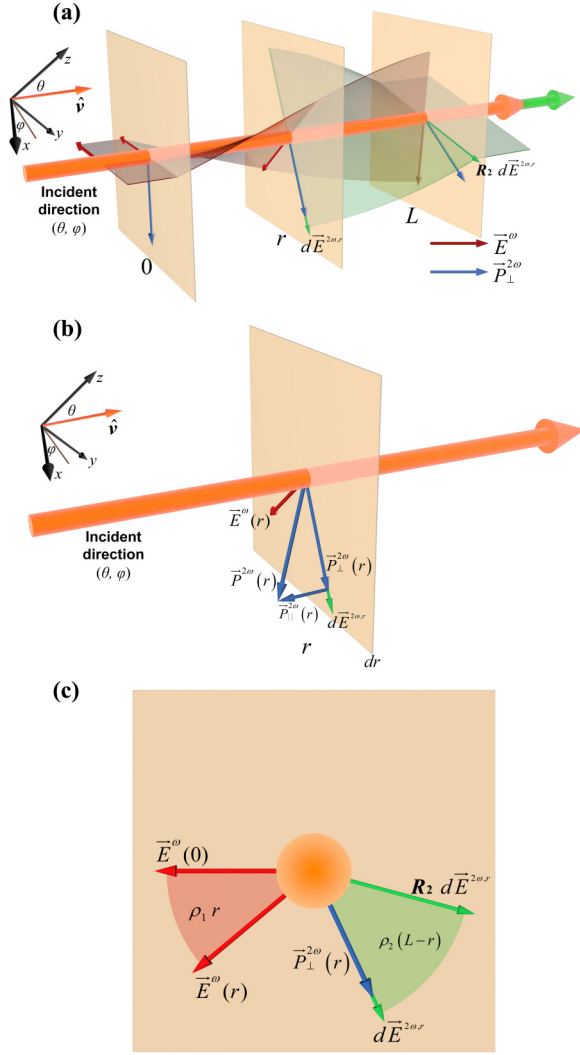 (a)
z
θ
v̂
φ
y
x
Incident
direction
(θ, φ)
0
r
dE⃗^{2ω,r}
L
R₂ dE⃗^{2ω,r}
E⃗^ω
P⃗_⊥^{2ω}
(b)
z
θ
v̂
φ
y
x
Incident
direction
(θ, φ)
E⃗^ω(r)
P⃗^{2ω}(r)
P⃗_⊥^{2ω}(r)
P⃗_{||}^{2ω}(r)
dE⃗^{2ω,r}
r
dr
(c)
E⃗^ω(0)
ρ₁ r
E⃗^ω(r)
R₂ dE⃗^{2ω,r}
ρ₂(L−r)
P⃗_⊥^{2ω}(r)
dE⃗^{2ω,r}